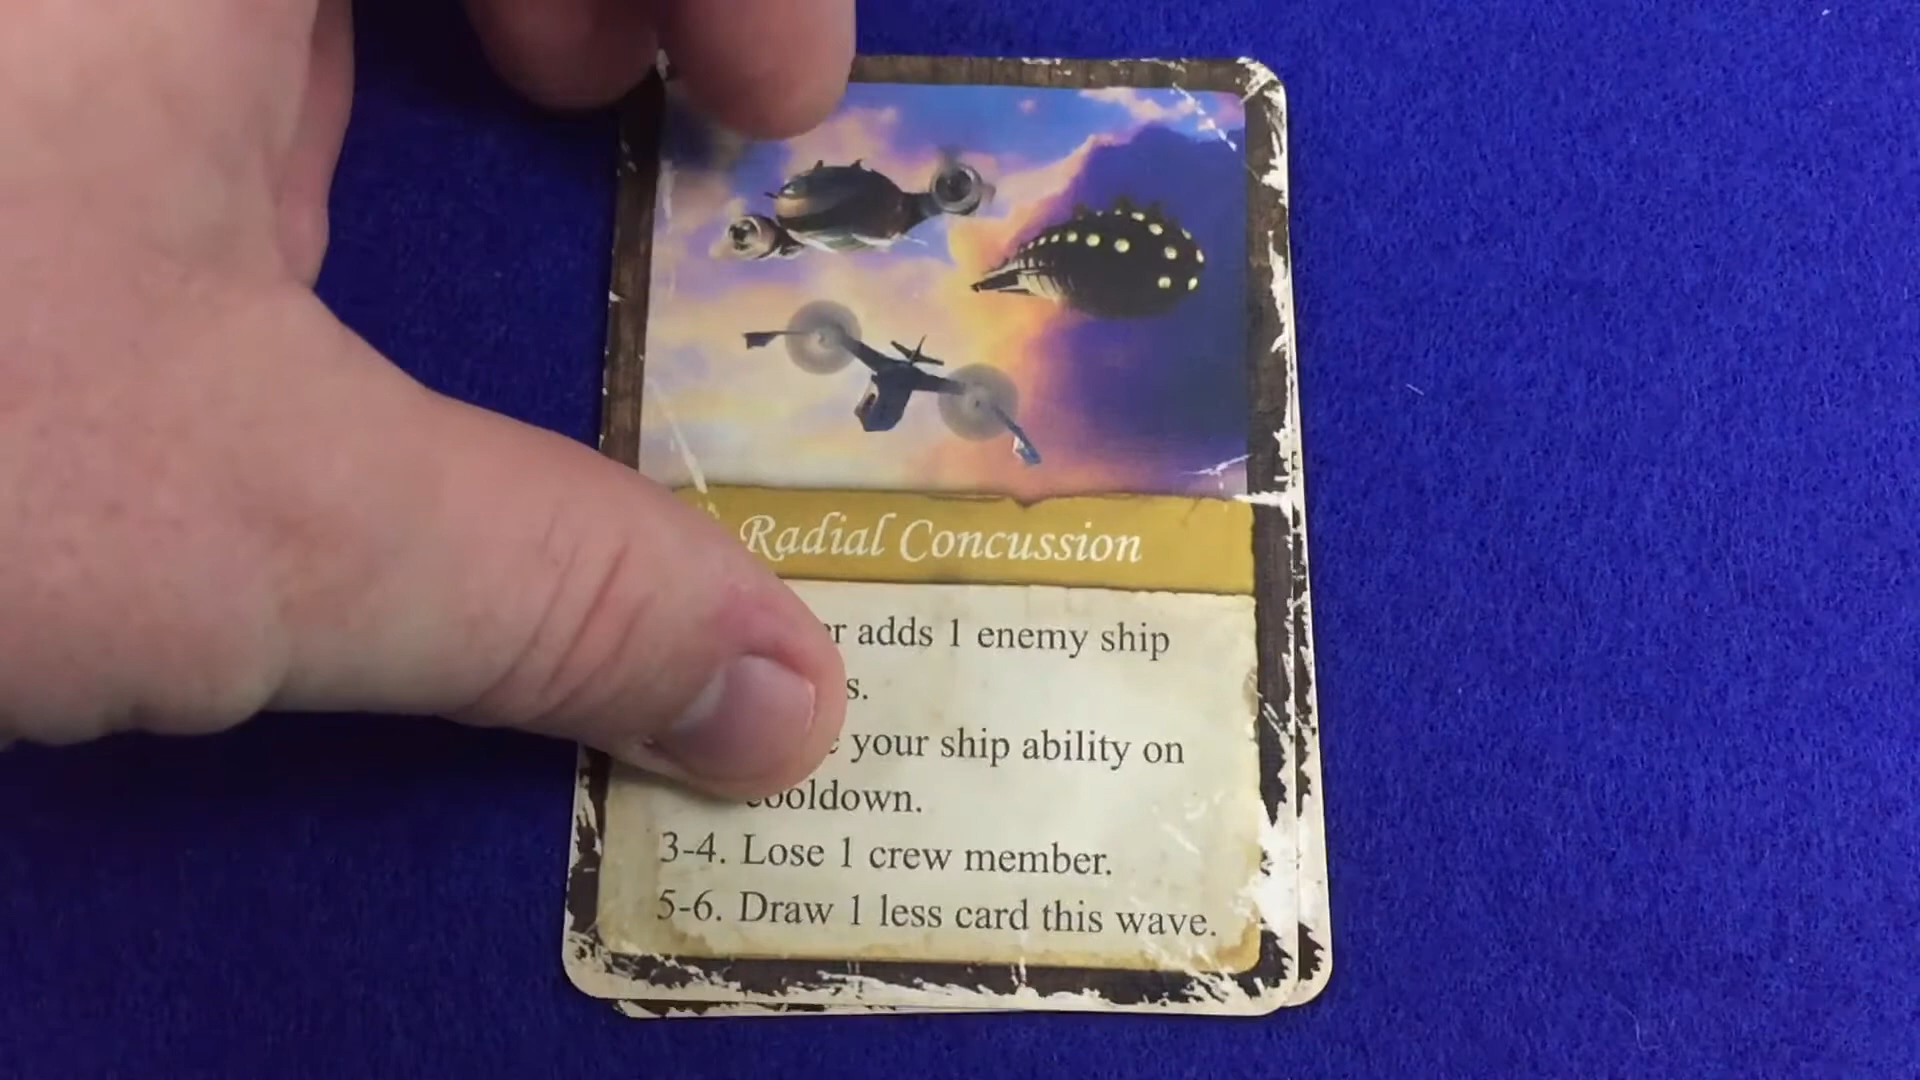 Radial Concussion
adds 1 enemy ship
your ship ability on
cooldown.
3-4. Lose 1 crew member.
5-6. Draw 1 less card this wave.